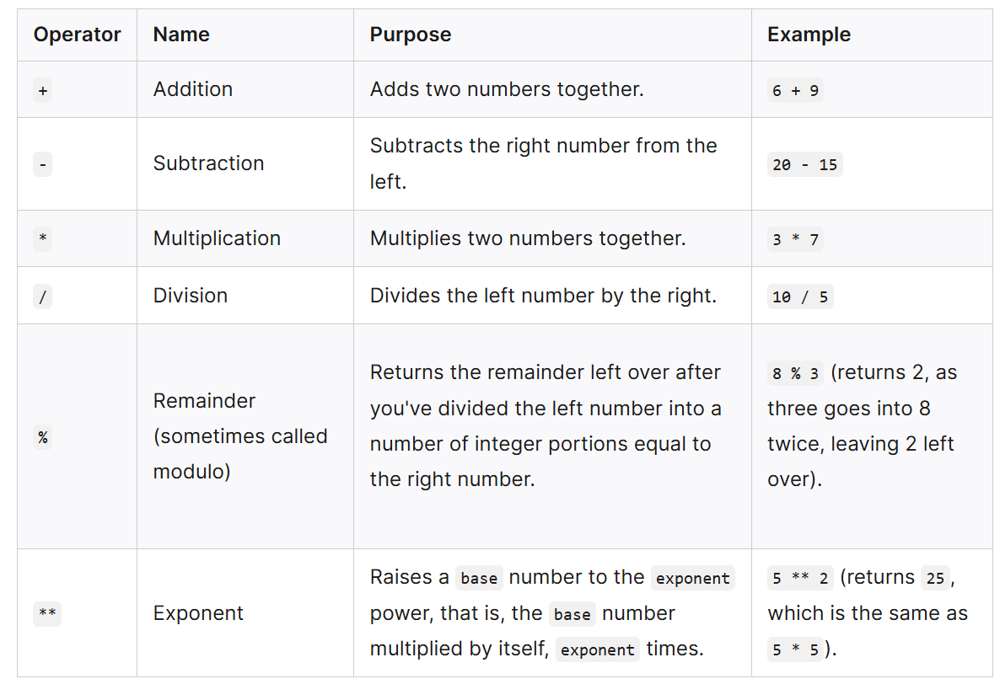 Operator Name Purpose Example
+ Addition Adds two numbers together. 6 + 9
- Subtraction Subtracts the right number from the
left. 20 - 15
* Multiplication Multiplies two numbers together. 3 * 7
/ Division Divides the left number by the right. 10 / 5
%
Remainder
(sometimes called
modulo)
Returns the remainder left over after
you've divided the left number into a
number of integer portions equal to
the right number.
8 % 3 (returns 2, as
three goes into 8
twice, leaving 2 left
over).
**
Exponent
Raises a base number to the exponent
power, that is, the base number
multiplied by itself, exponent times.
5 ** 2 (returns 25,
which is the same as
5 * 5).